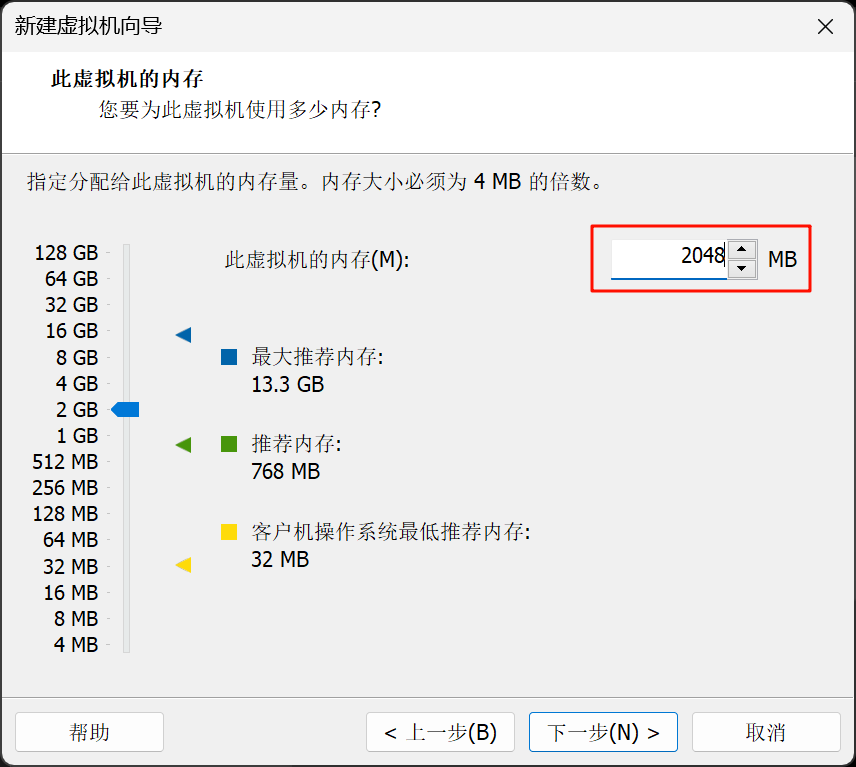 新建虚拟机向导
此虚拟机的内存
您要为此虚拟机使用多少内存?
指定分配给此虚拟机的内存量。内存大小必须为 4 MB 的倍数。
128 GB
64 GB
32 GB
16 GB
8 GB
4 GB
2 GB
1 GB
512 MB
256 MB
128 MB
64 MB
32 MB
16 MB
8 MB
4 MB
此虚拟机的内存(M):
2048 MB
最大推荐内存:
13.3 GB
推荐内存:
768 MB
客户机操作系统最低推荐内存:
32 MB
帮助
< 上一步(B)
下一步(N) >
取消